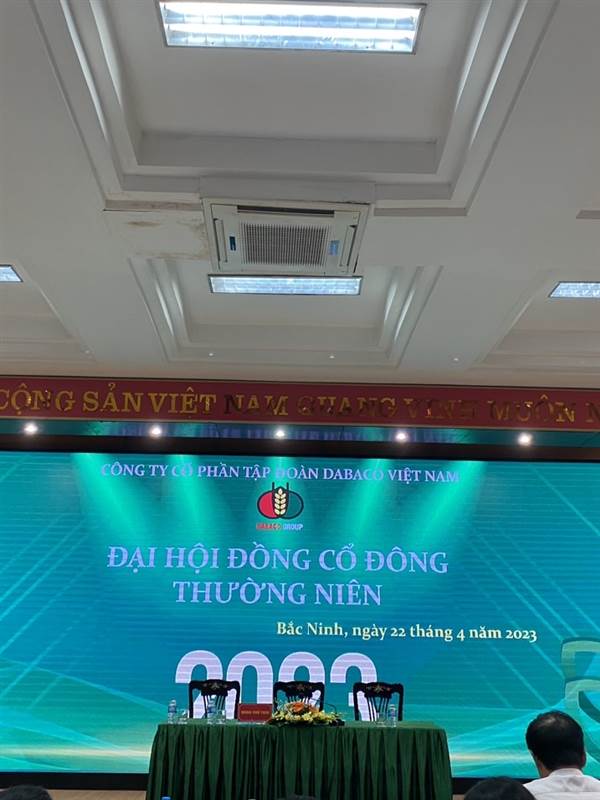 CỘNG SẢN VIỆT NAM QUANG VINH MUÔN N
CÔNG TY CỔ PHẦN TẬP ĐOÀN DABACO VIỆT NAM
DABACO GROUP
ĐẠI HỘI ĐỒNG CỔ ĐÔNG
THƯỜNG NIÊN
Bắc Ninh, ngày 22 tháng 4 năm 2023
2023